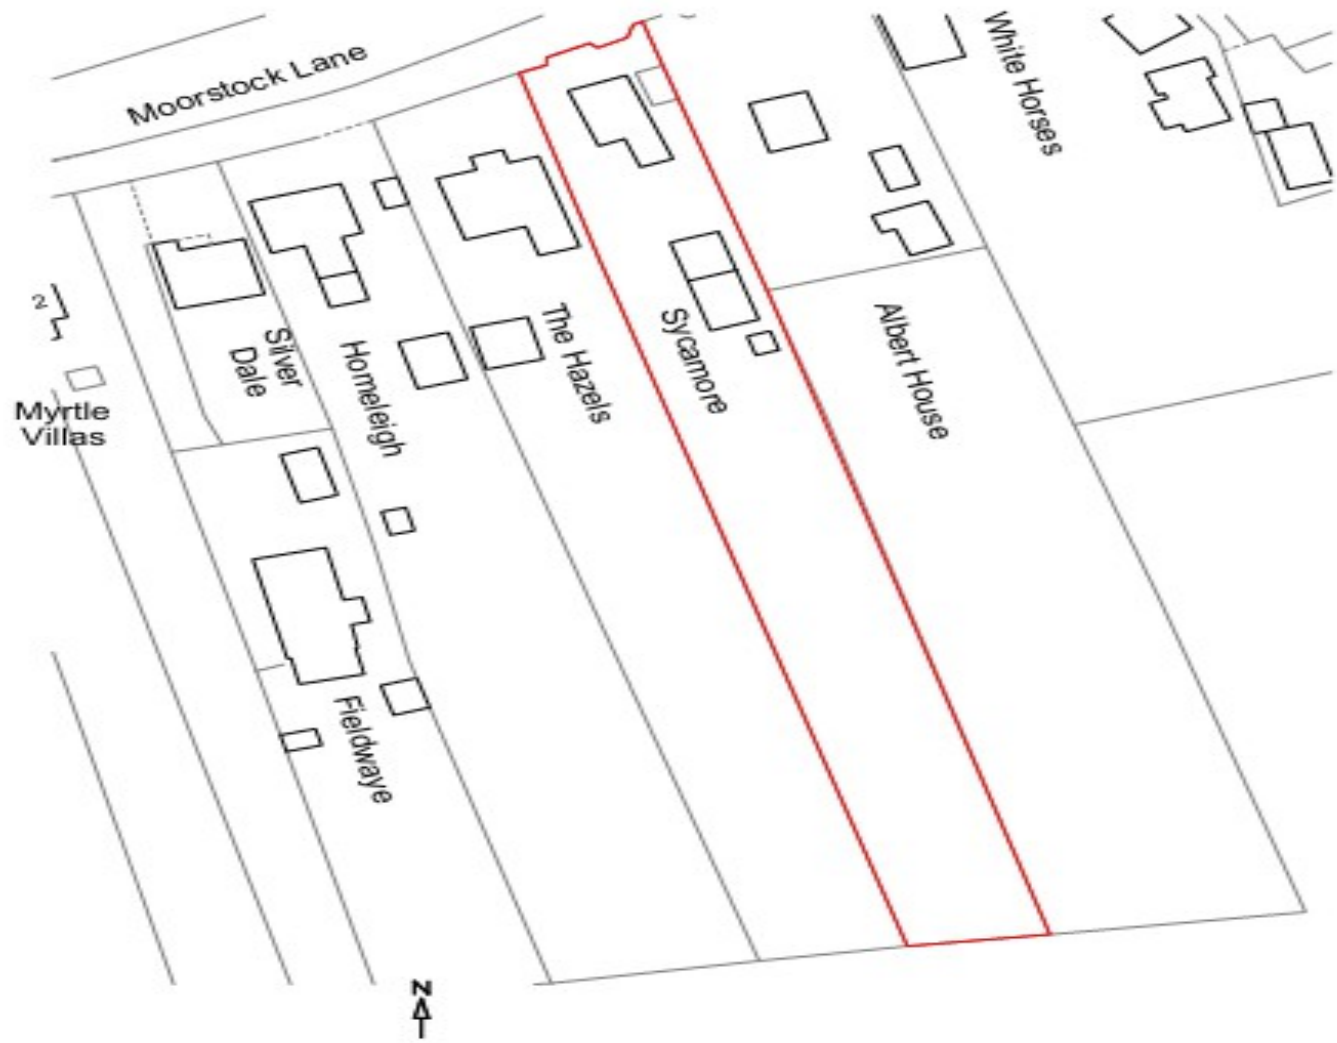 Moorstock Lane
White Horses
2
Myrtle
Villas
Silver
Dale
Homeleigh
The Hazels
Sycamore
Albert House
Fieldwaye
N